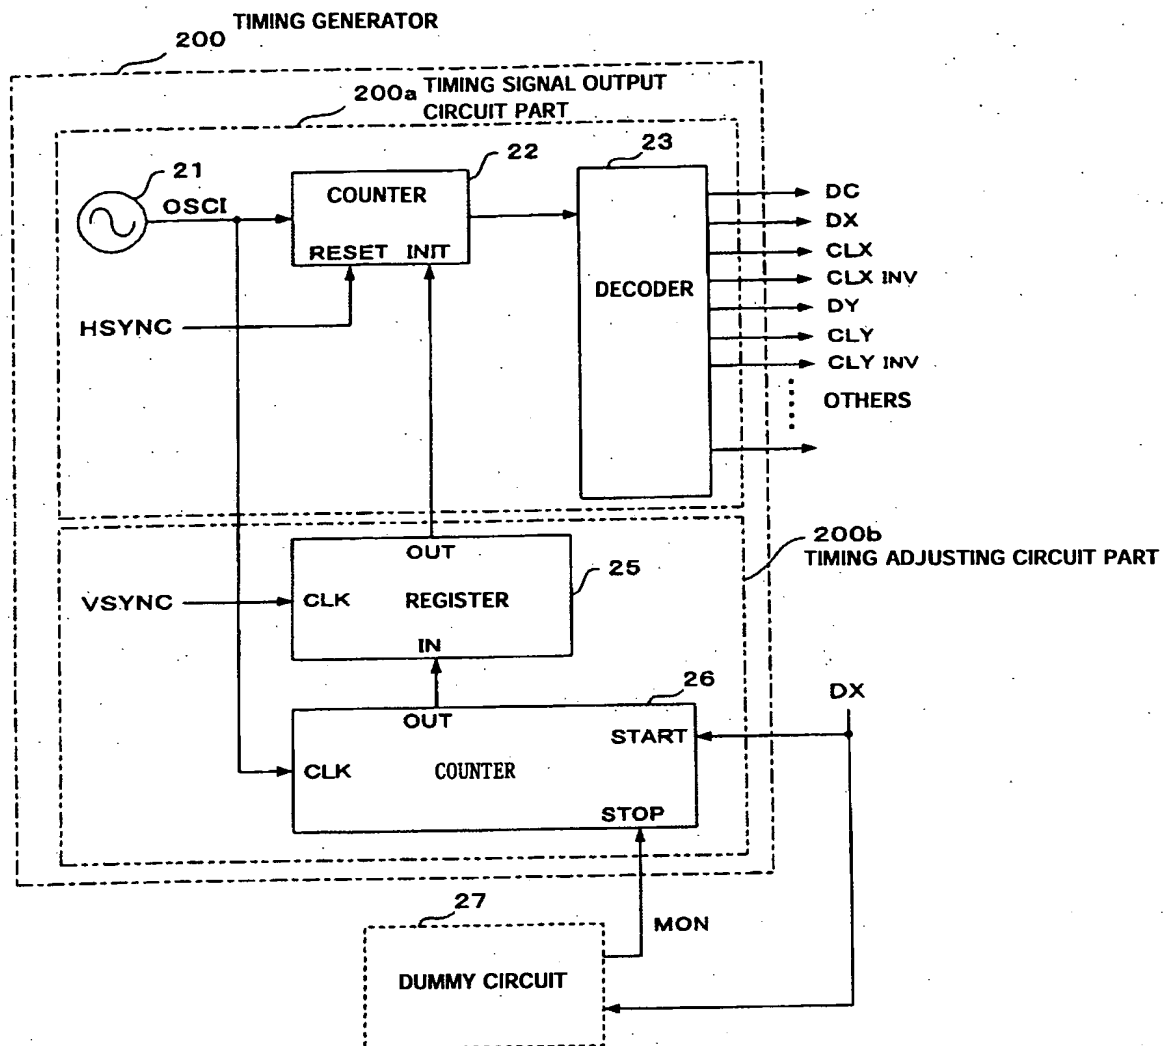 TIMING GENERATOR
200
200a TIMING SIGNAL OUTPUT
CIRCUIT PART
21
22
23
OSCI
COUNTER
RESET INIT
HSYNC
DECODER
DC
DX
CLX
CLX INV
DY
CLY
CLY INV
OTHERS
200b
TIMING ADJUSTING CIRCUIT PART
OUT
25
VSYNC
CLK
REGISTER
IN
26
DX
OUT
START
CLK
COUNTER
STOP
27
MON
DUMMY CIRCUIT